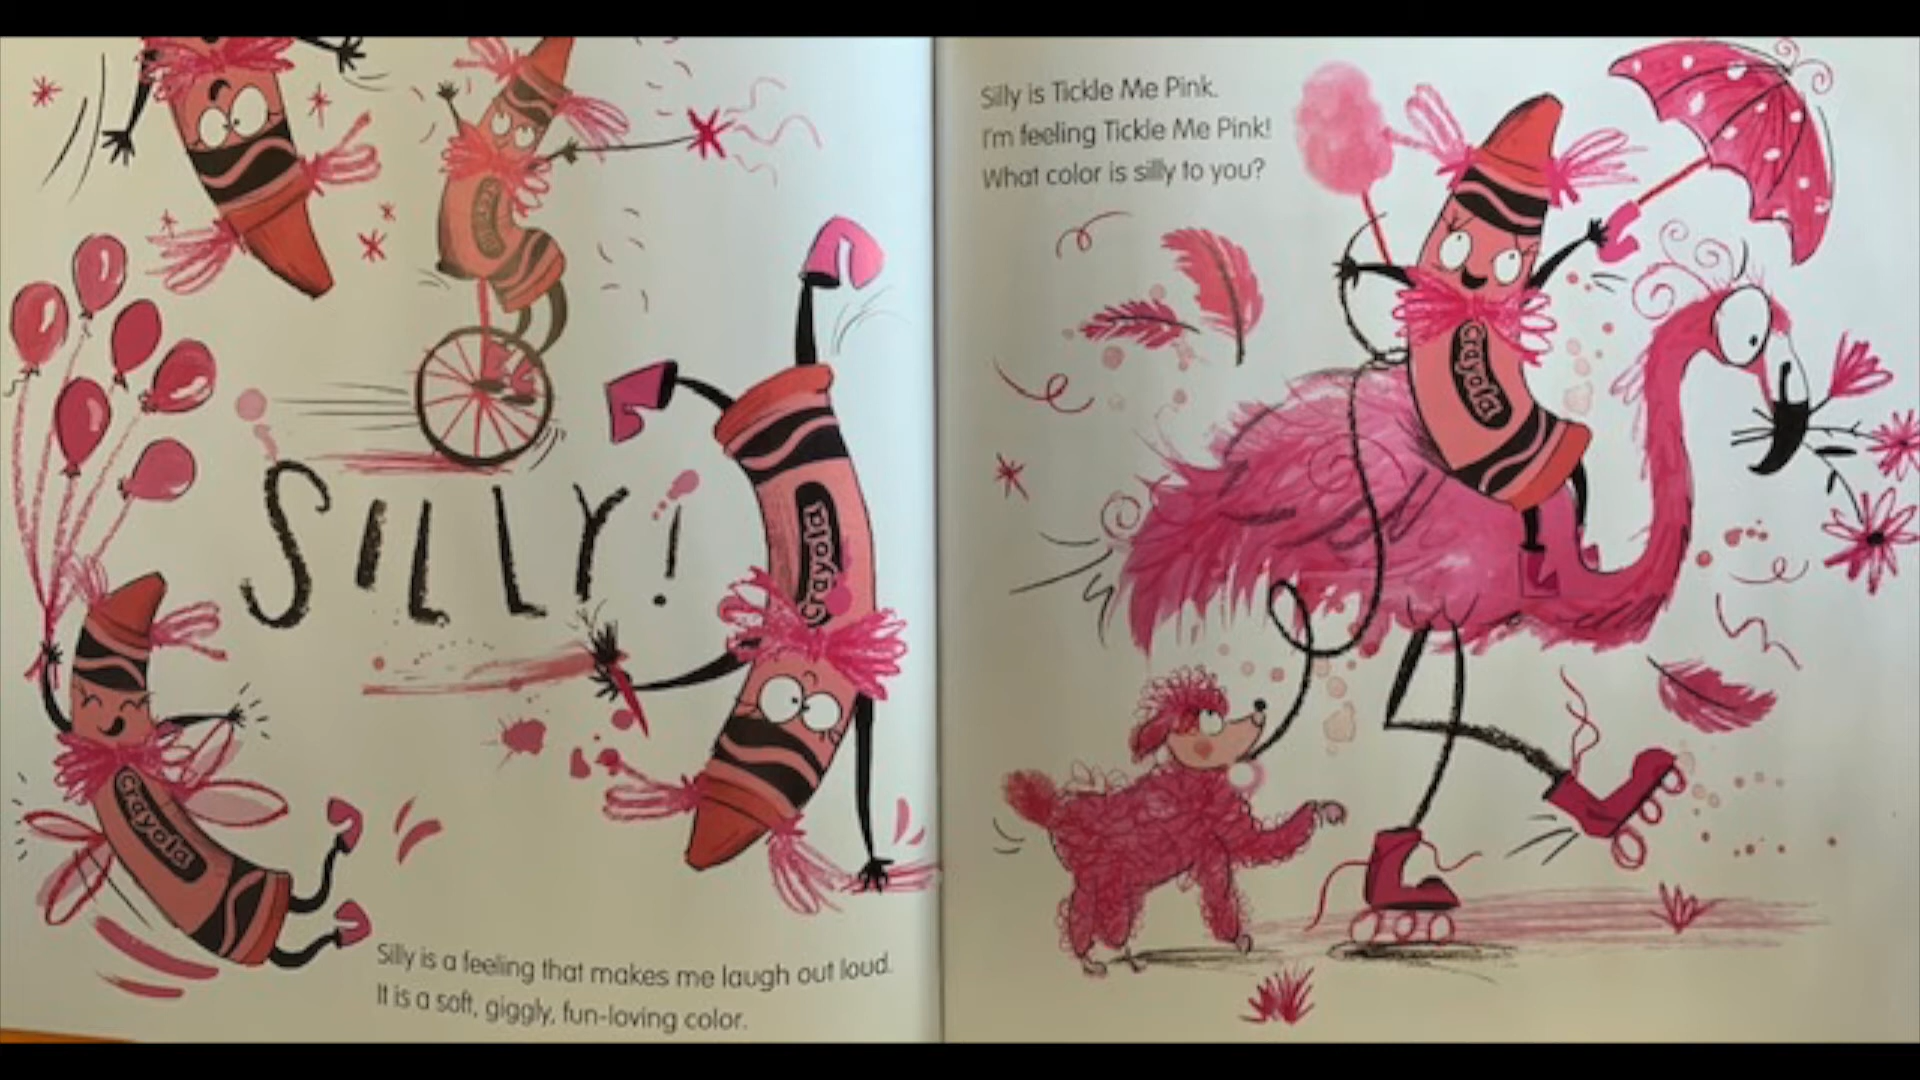 Crayola
SILLY!
Crayola
Crayola
Silly is a feeling that makes me laugh out loud.
It is a soft, giggly, fun-loving color.
Silly is Tickle Me Pink.
I'm feeling Tickle Me Pink!
What color is silly to you?
Crayola